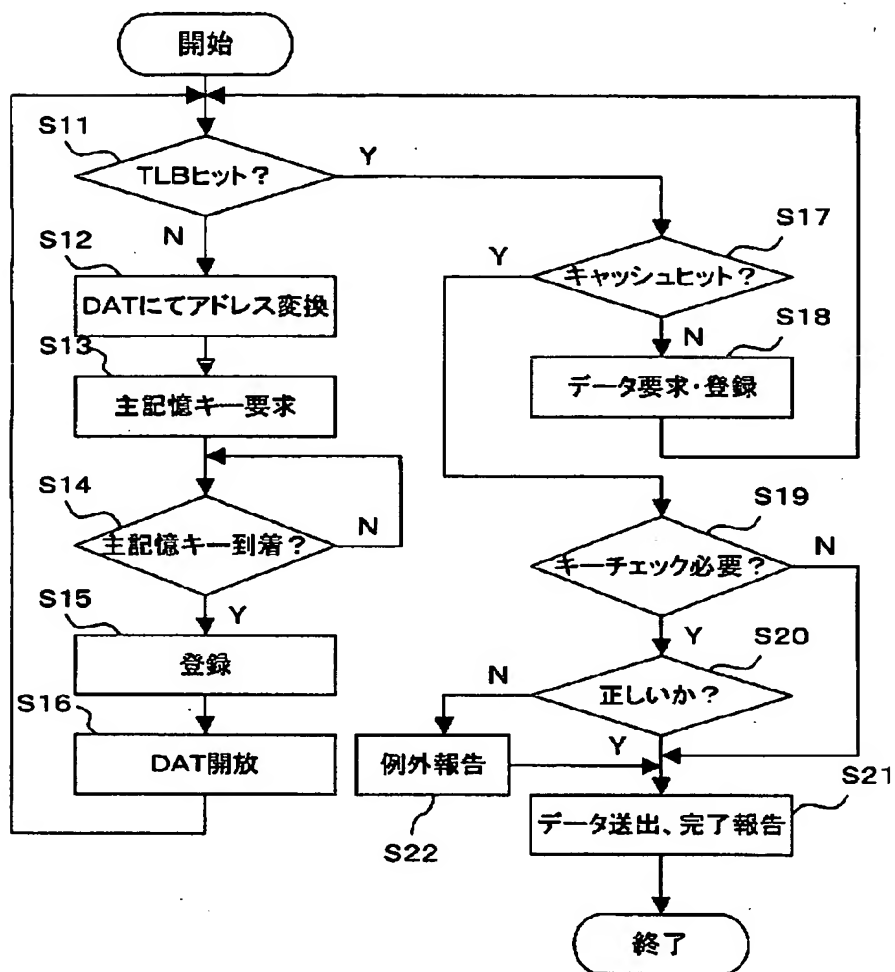 開始
S11
TLBヒット?
Y
N
S12
DATにてアドレス変換
S13
主記憶キー要求
S14
主記憶キー到着?
N
Y
S15
登録
S16
DAT開放
S17
キャッシュヒット?
Y
N
S18
データ要求・登録
S19
キーチェック必要?
N
Y
S20
正しいか?
N
Y
例外報告
S22
S21
データ送出、完了報告
終了